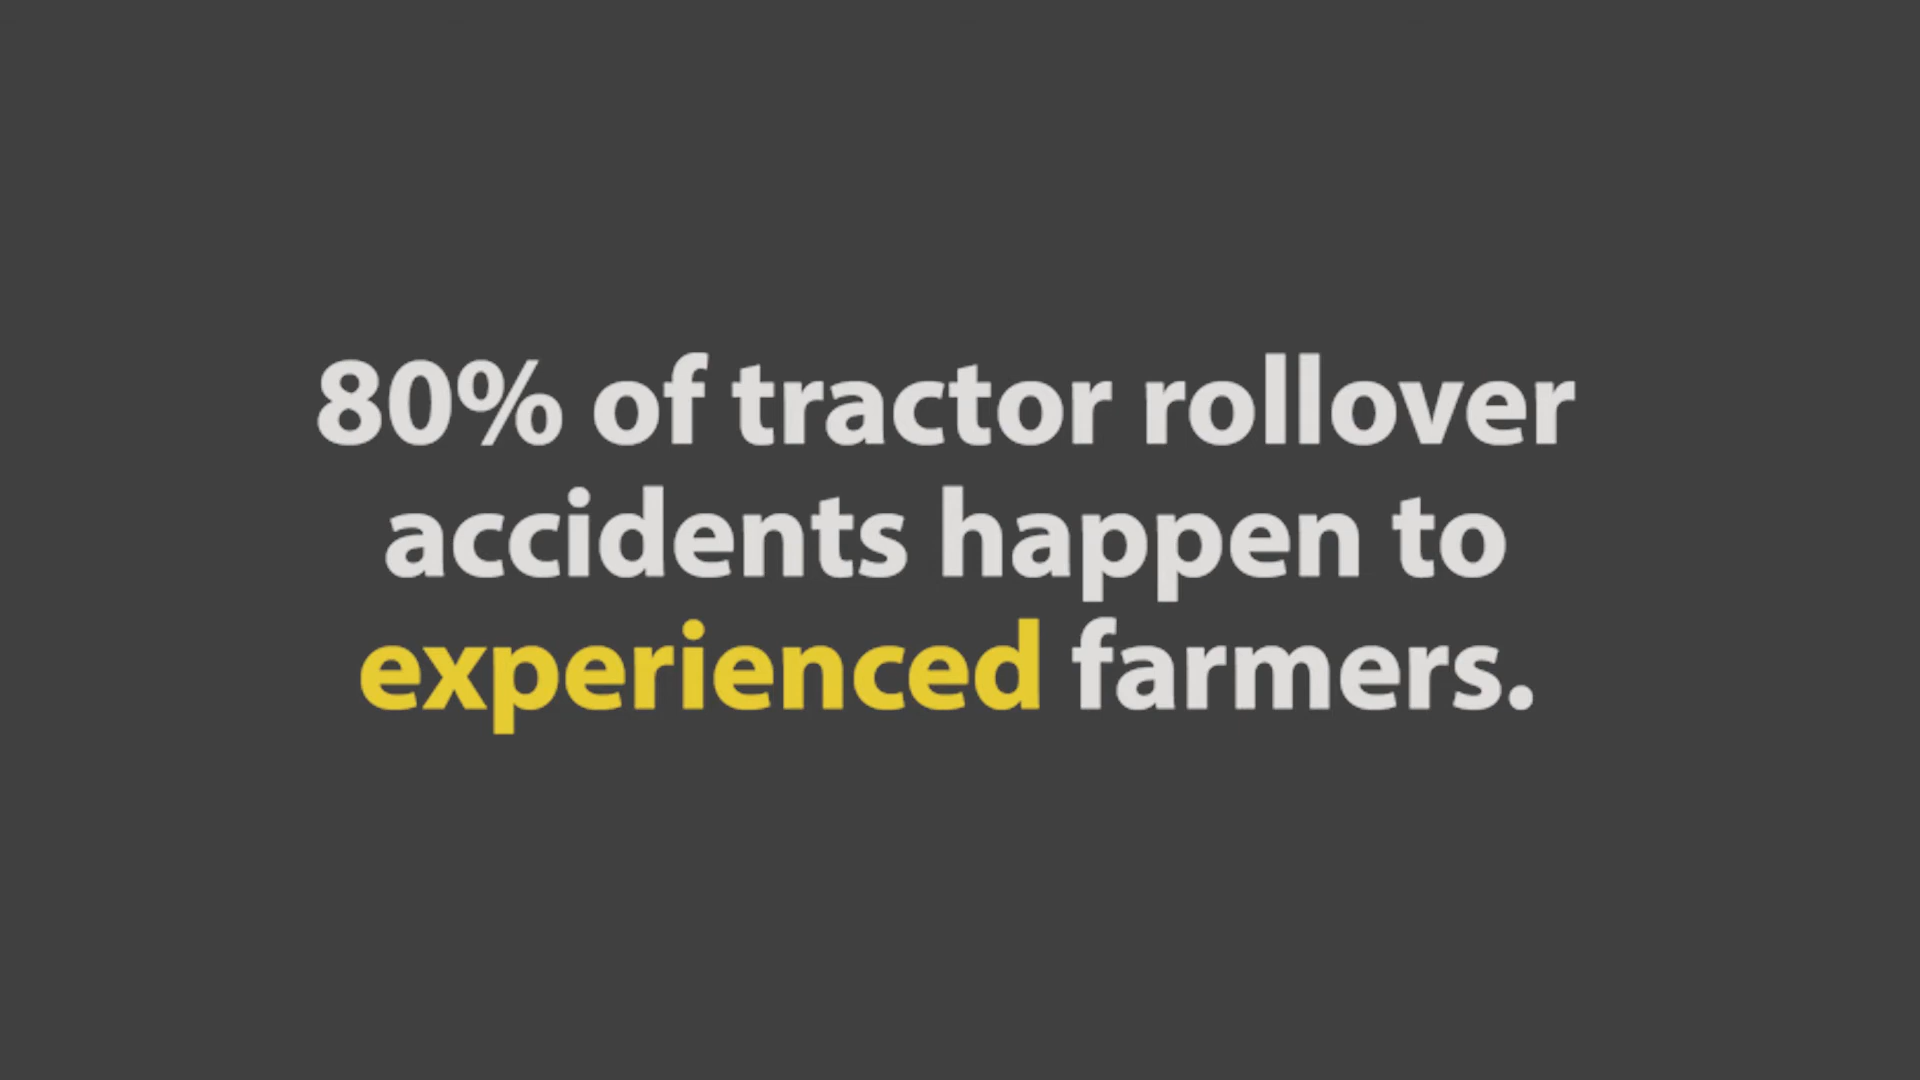 80% of tractor rollover
accidents happen to
experienced farmers.